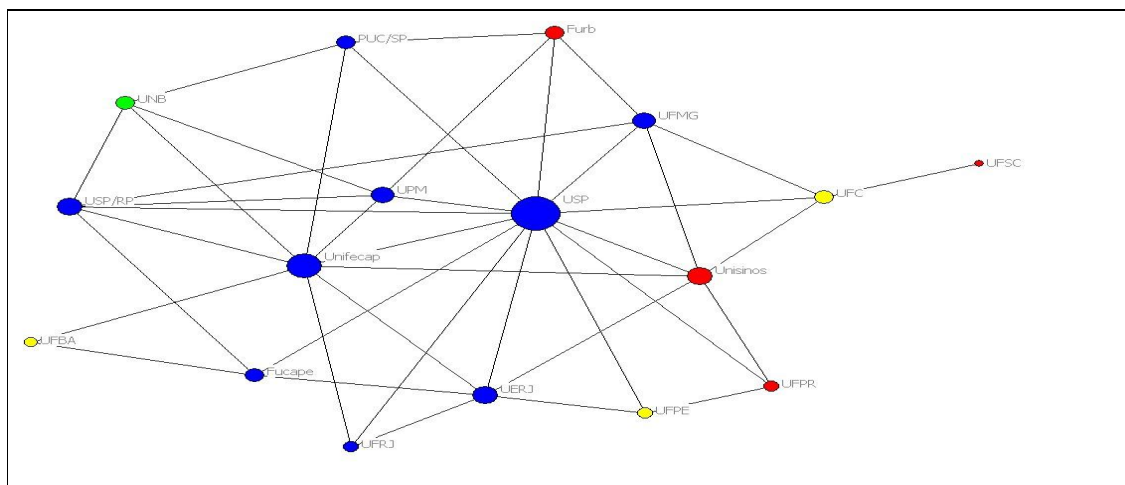 PUC/SP
Furb
UNB
UFMG
UFSC
USP/RP
UPM
USP
UFC
Unifecap
Unisinos
UFBA
Fucape
UERJ
UFPR
UFPE
UFRJ